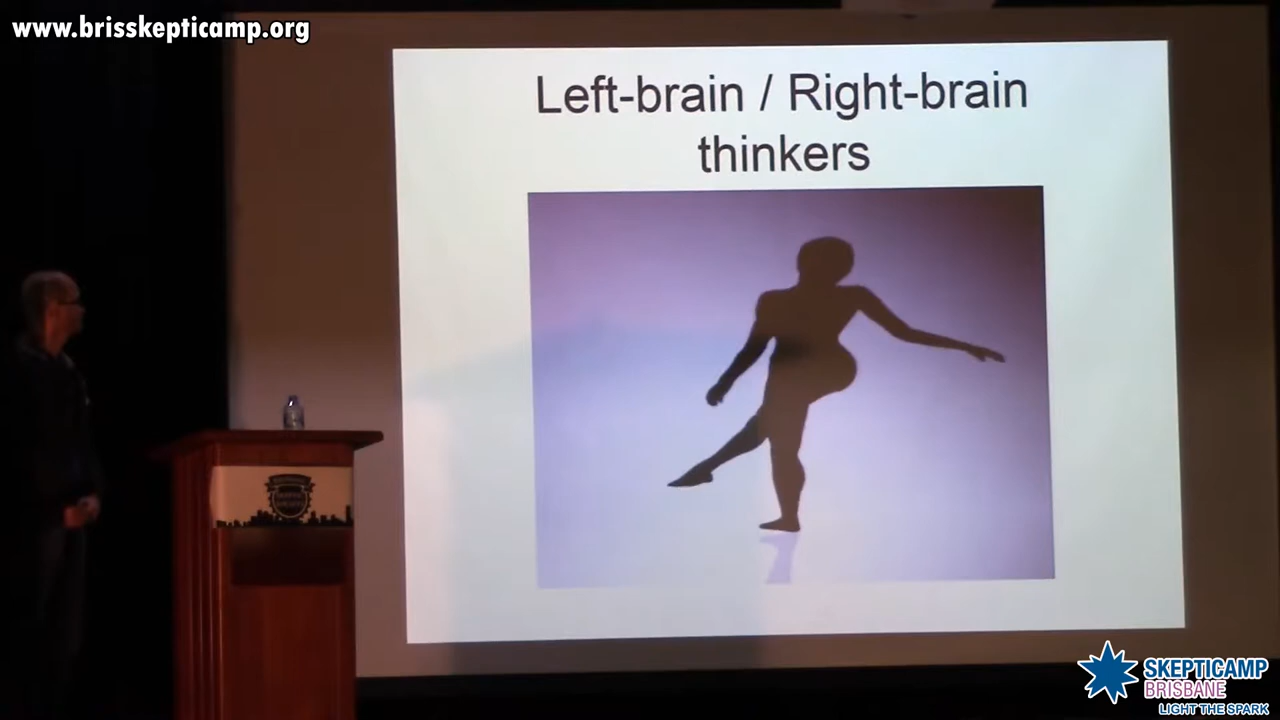 www.brisskepticamp.org
Left-brain / Right-brain
thinkers
SKEPTICAMP
BRISBANE
LIGHT THE SPARK